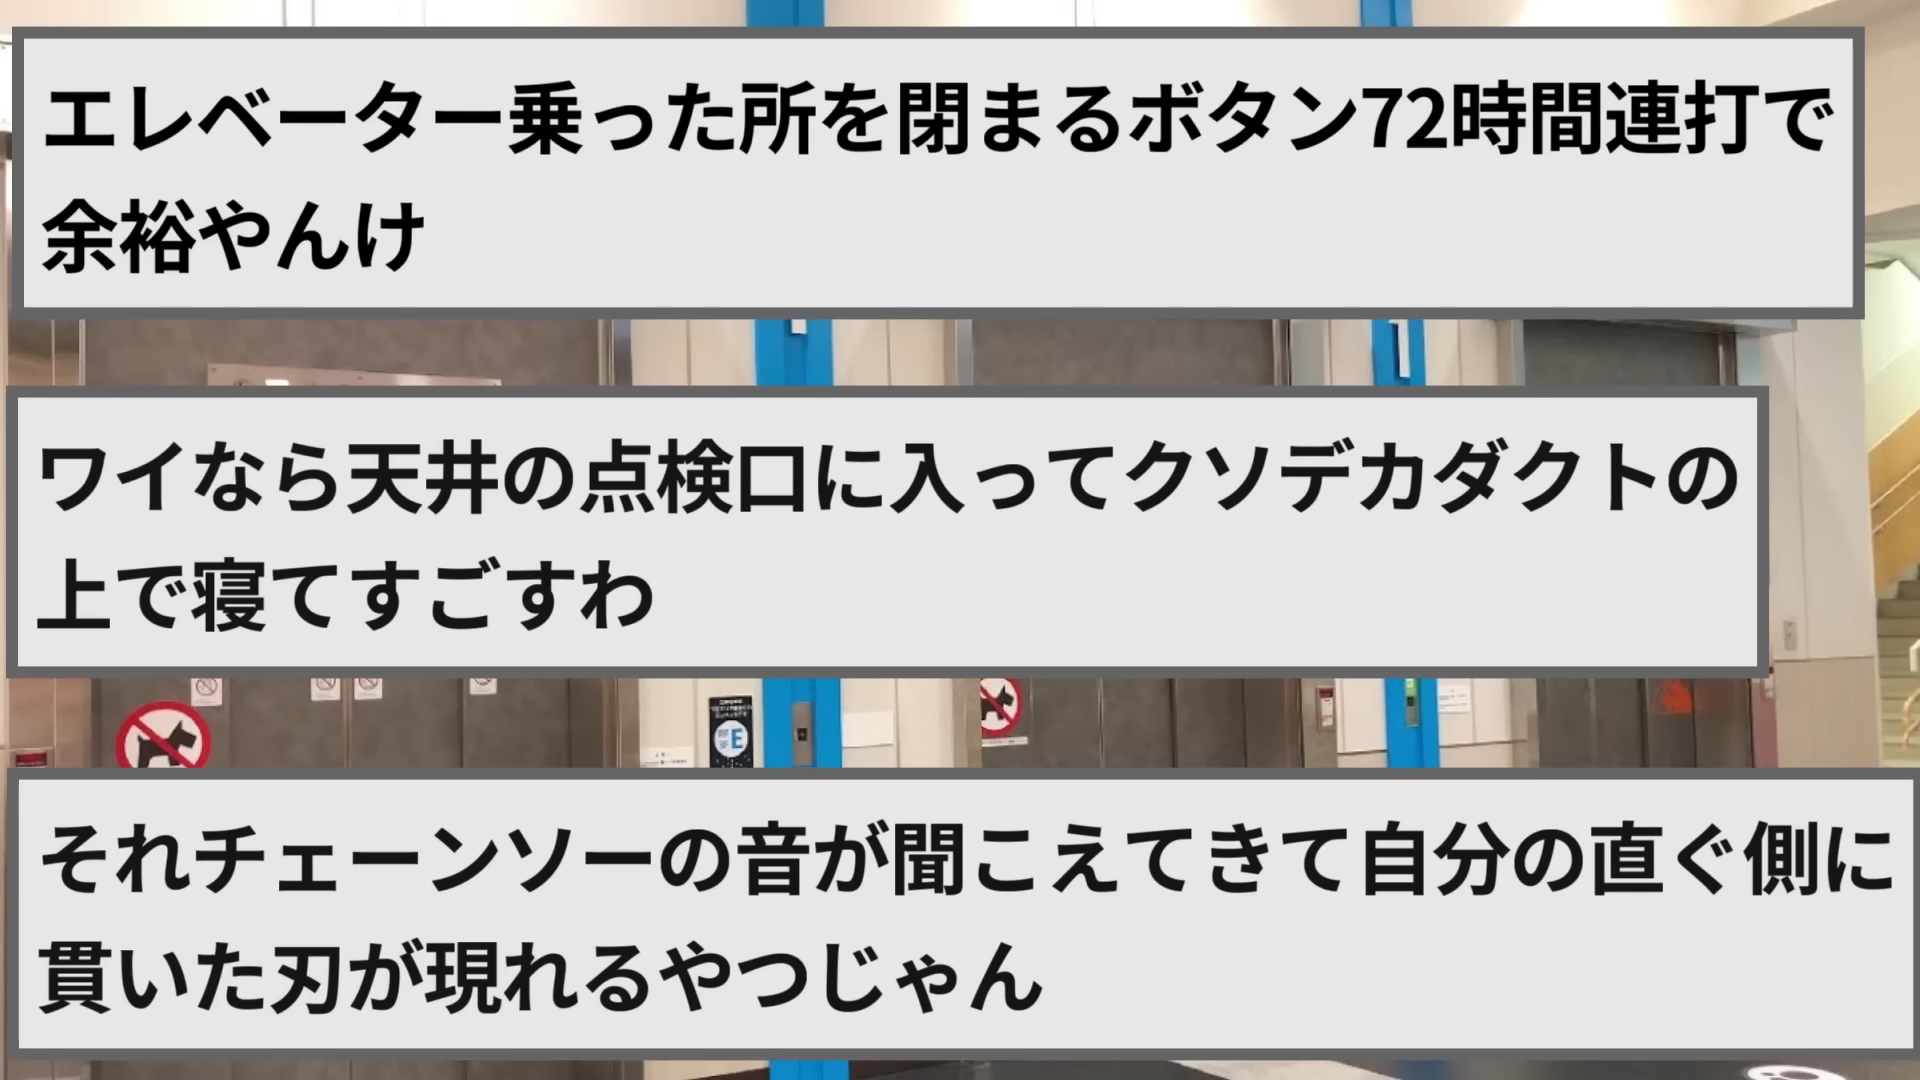 エレベーター乗った所を閉まるボタン72時間連打で
余裕やんけ
ワイなら天井の点検口に入ってクソデカダクトの
上で寝てすごすわ
それチェーンソーの音が聞こえてきて自分の直ぐ側に
貫いた刃が現れるやつじゃん